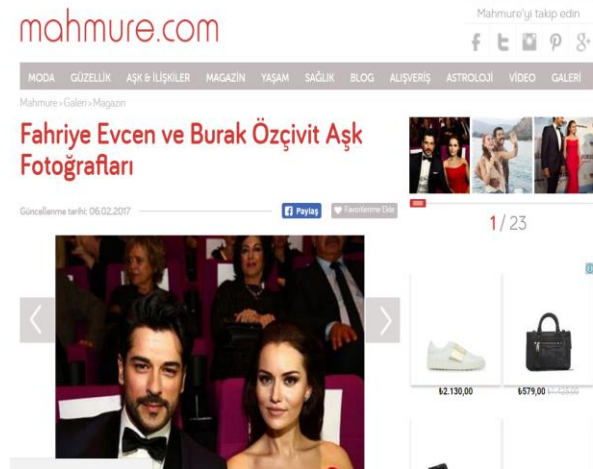 mahmure.com
Mahmure'yi takip edin
MODA GÜZELLİK AŞK & İLİŞKİLER MAGAZİN YAŞAM SAĞLIK BLOG ALIŞVERİŞ ASTROLOJİ VİDEO GALERİ
Mahmure > Galeri > Magazin
Fahriye Evcen ve Burak Özçivit Aşk
Fotoğrafları
Güncellenme tarihi: 06.02.2017
Paylaş
Favorilerime Ekle
1 / 23
₺2.130,00
₺579,00